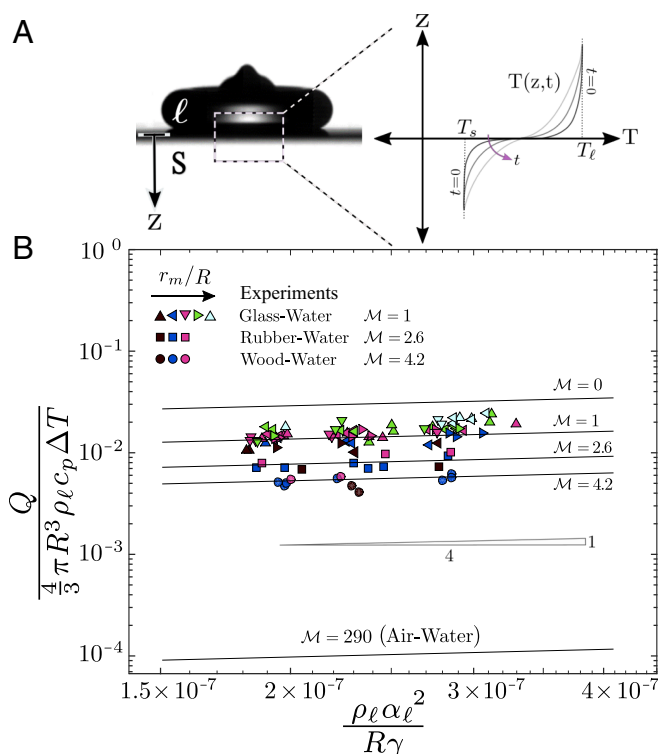 A
ℓ
S
z
z
T(z,t)
T_s
T
T_ℓ
t=0
t=0
t
B
10^0
10^-1
10^-2
10^-3
10^-4
r_m/R
Experiments
Glass-Water M = 1
Rubber-Water M = 2.6
Wood-Water M = 4.2
M = 0
M = 1
M = 2.6
M = 4.2
4
1
M = 290 (Air-Water)
Q / (4/3 π R^3 ρ_ℓ c_p ΔT)
1.5×10^-7
2×10^-7
3×10^-7
4×10^-7
ρ_ℓ α_ℓ^2 / Rγ